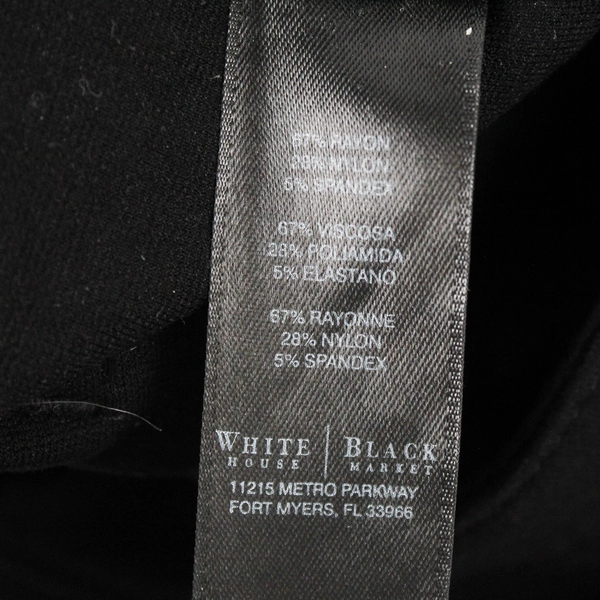 67% RAYON
28% NYLON
5% SPANDEX
67% VISCOSA
28% POLIAMIDA
5% ELASTANO
67% RAYONNE
28% NYLON
5% SPANDEX
WHITE | BLACK
HOUSE | MARKET
11215 METRO PARKWAY
FORT MYERS, FL 33966